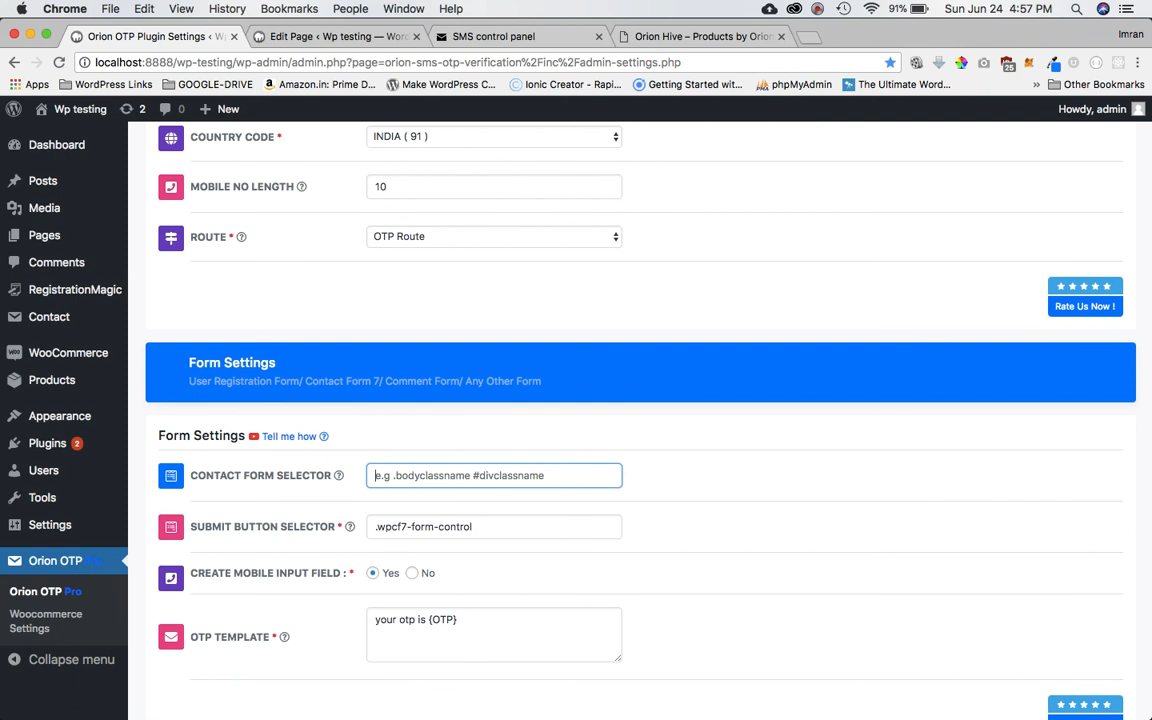 Chrome File Edit View History Bookmarks People Window Help 91% Sun Jun 24 4:57 PM
Orion OTP Plugin Settings ‹ W Edit Page ‹ Wp testing — Wor SMS control panel Orion Hive – Products by Orion Imran
localhost:8888/wp-testing/wp-admin/admin.php?page=orion-sms-otp-verification%2Finc%2Fadmin-settings.php
Apps WordPress Links GOOGLE-DRIVE Amazon.in: Prime D... Make WordPress C... Ionic Creator - Rapi... Getting Started wit... phpMyAdmin The Ultimate Word... » Other Bookmarks
Wp testing 2 0 + New Howdy, admin
Dashboard
Posts
Media
Pages
Comments
RegistrationMagic
Contact
WooCommerce
Products
Appearance
Plugins 2
Users
Tools
Settings
Orion OTP Pro
Orion OTP Pro
Woocommerce
Settings
Collapse menu
COUNTRY CODE * INDIA ( 91 )
MOBILE NO LENGTH 10
ROUTE * OTP Route
Rate Us Now !
Form Settings
User Registration Form/ Contact Form 7/ Comment Form/ Any Other Form
Form Settings Tell me how
CONTACT FORM SELECTOR e.g .bodyclassname #divclassname
SUBMIT BUTTON SELECTOR * .wpcf7-form-control
CREATE MOBILE INPUT FIELD : * Yes No
OTP TEMPLATE * your otp is {OTP}